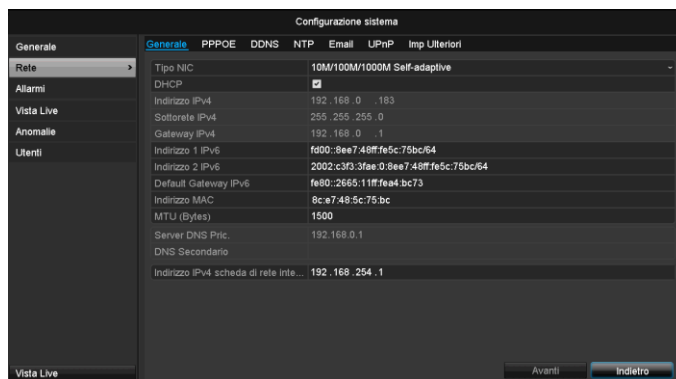 Configurazione sistema
Generale
Rete >
Allarmi
Vista Live
Anomalie
Utenti
Vista Live
Generale PPPOE DDNS NTP Email UPnP Imp Ulteriori
Tipo NIC 10M/100M/1000M Self-adaptive
DHCP
Indirizzo IPv4 192.168.0.183
Sottorete IPv4 255.255.255.0
Gateway IPv4 192.168.0.1
Indirizzo 1 IPv6 fd00::8ee7:48ff:fe5c:75bc/64
Indirizzo 2 IPv6 2002:c3f3:3fae:0:8ee7:48ff:fe5c:75bc/64
Default Gateway IPv6 fe80::2665:11ff:fea4:bc73
Indirizzo MAC 8c:e7:48:5c:75:bc
MTU (Bytes) 1500
Server DNS Pric. 192.168.0.1
DNS Secondario
Indirizzo IPv4 scheda di rete inte... 192.168.254.1
Avanti Indietro